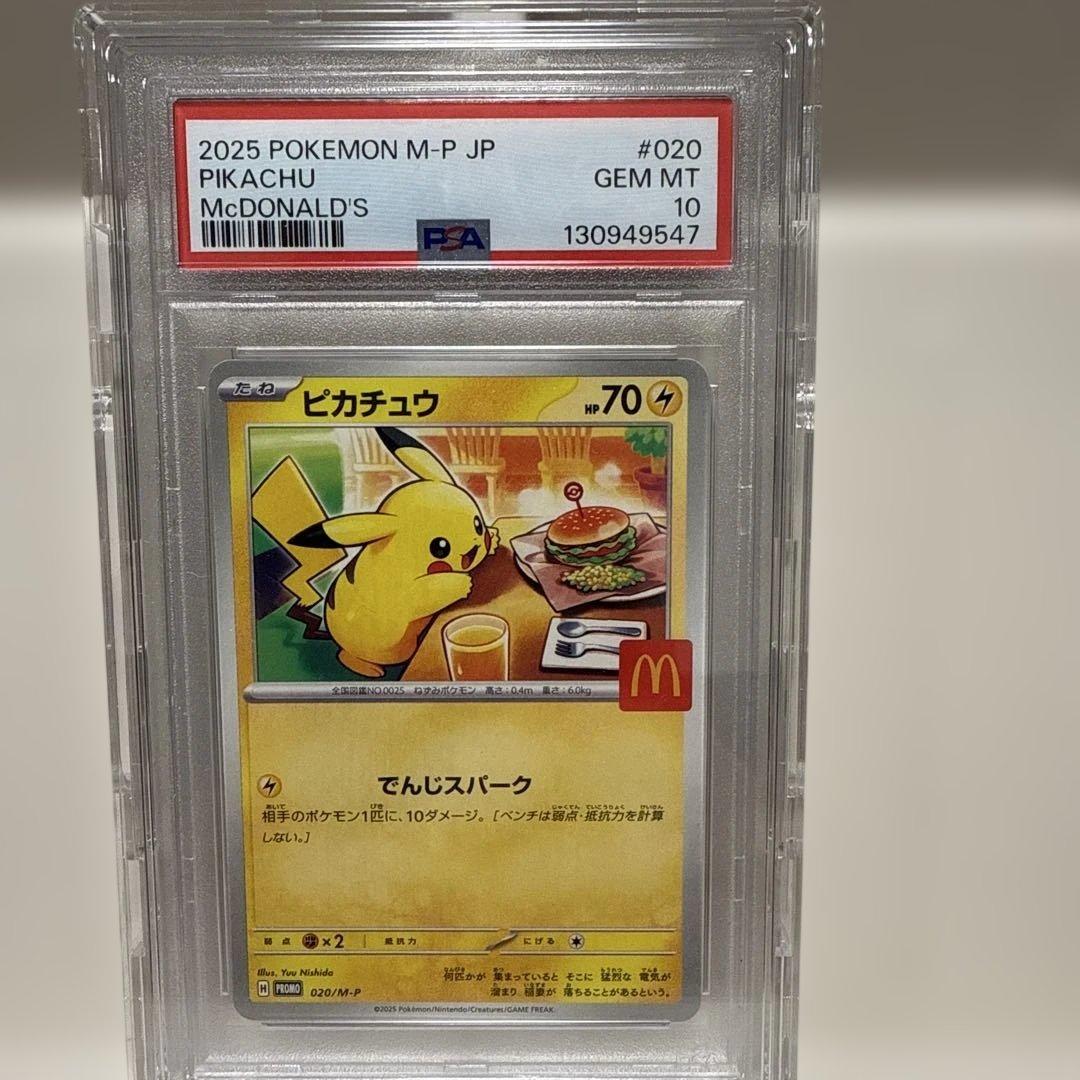 2025 POKEMON M-P JP #020
PIKACHU GEM MT
McDONALD'S 10
PSA 130949547
たね ピカチュウ HP70
M
全国図鑑NO.0025 ねずみポケモン 高さ:0.4m 重さ:6.0kg
でんじスパーク
相手のポケモン1匹に、10ダメージ。[ベンチは弱点・抵抗力を計算
しない。]
弱点 ×2 抵抗力 にげる
Illus. Yuu Nishida
何匹かが 集まっていると そこに 猛烈な 電気が
溜まり 稲妻が 落ちることがあるという。
H PROMO 020/M-P
©2025 Pokémon/Nintendo/Creatures/GAME FREAK.